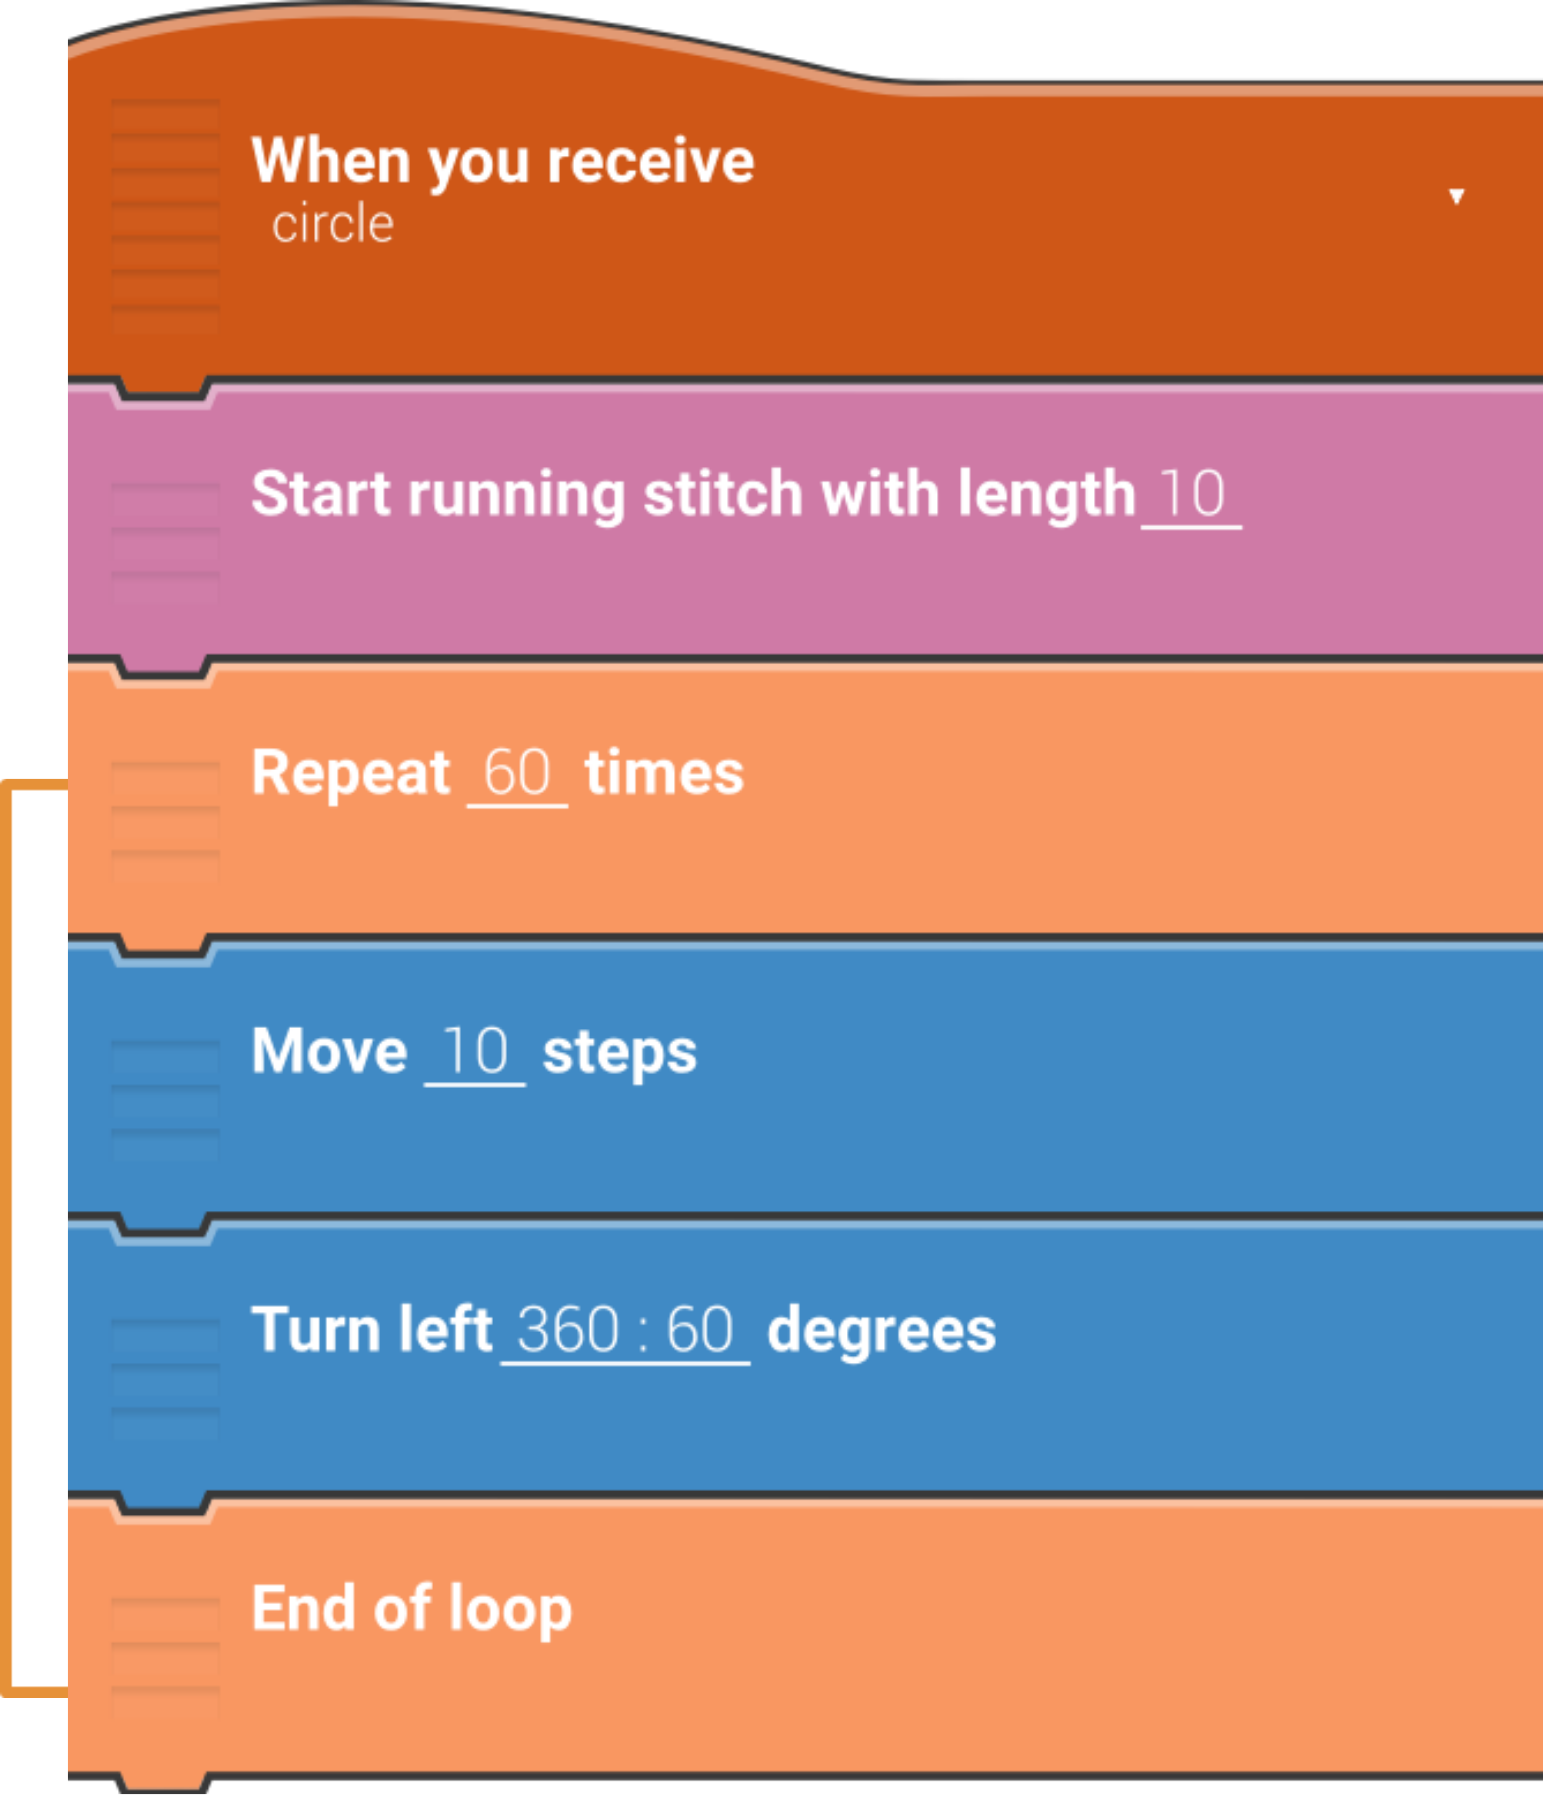 When you receive
circle
Start running stitch with length 10
Repeat 60 times
Move 10 steps
Turn left 360 : 60 degrees
End of loop